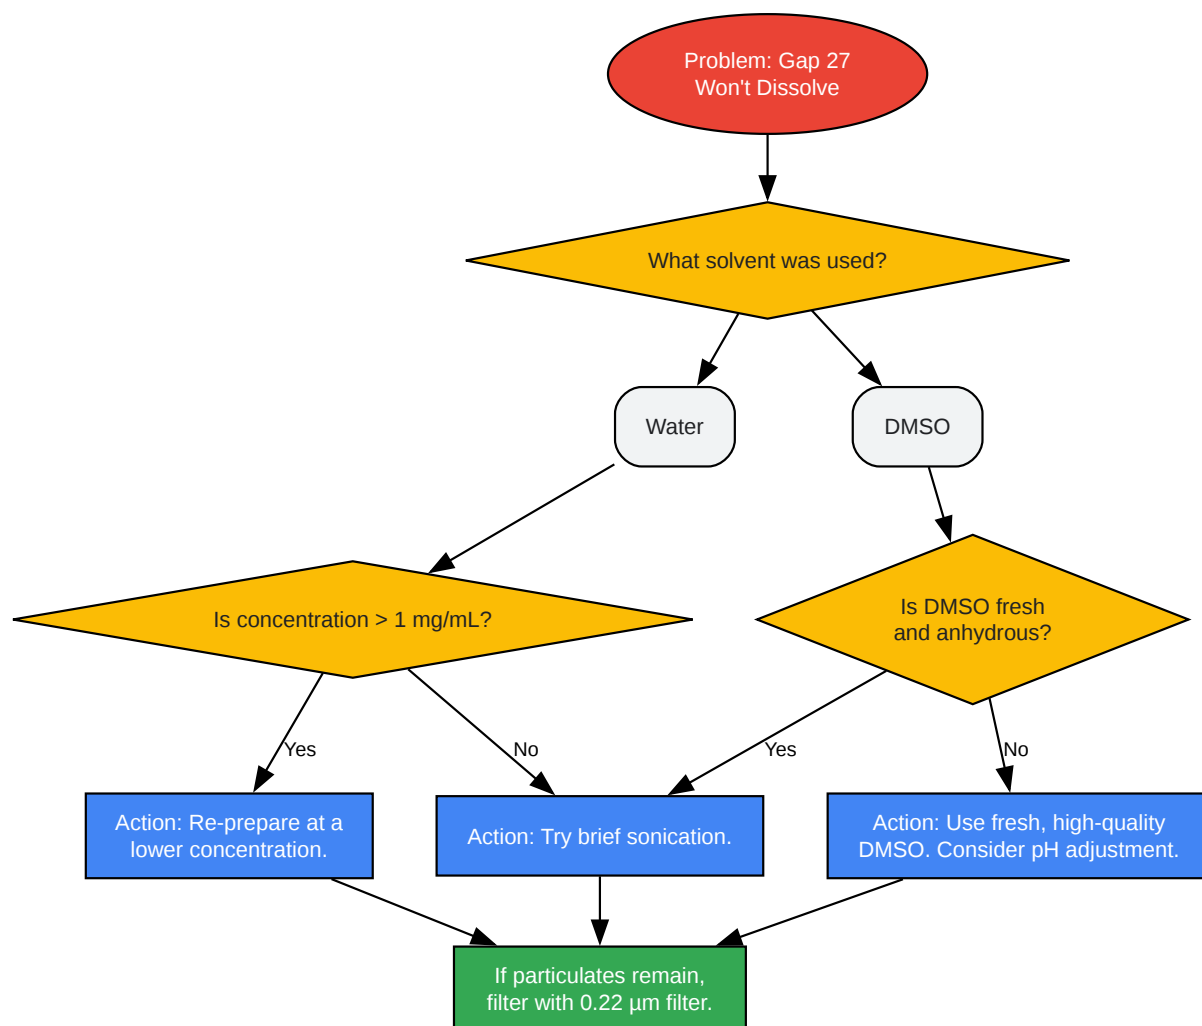 Problem: Gap 27
Won't Dissolve
What solvent was used?
Water
DMSO
Is concentration > 1 mg/mL?
Is DMSO fresh
and anhydrous?
Yes
No
Yes
No
Action: Re-prepare at a
lower concentration.
Action: Try brief sonication.
Action: Use fresh, high-quality
DMSO. Consider pH adjustment.
If particulates remain,
filter with 0.22 µm filter.